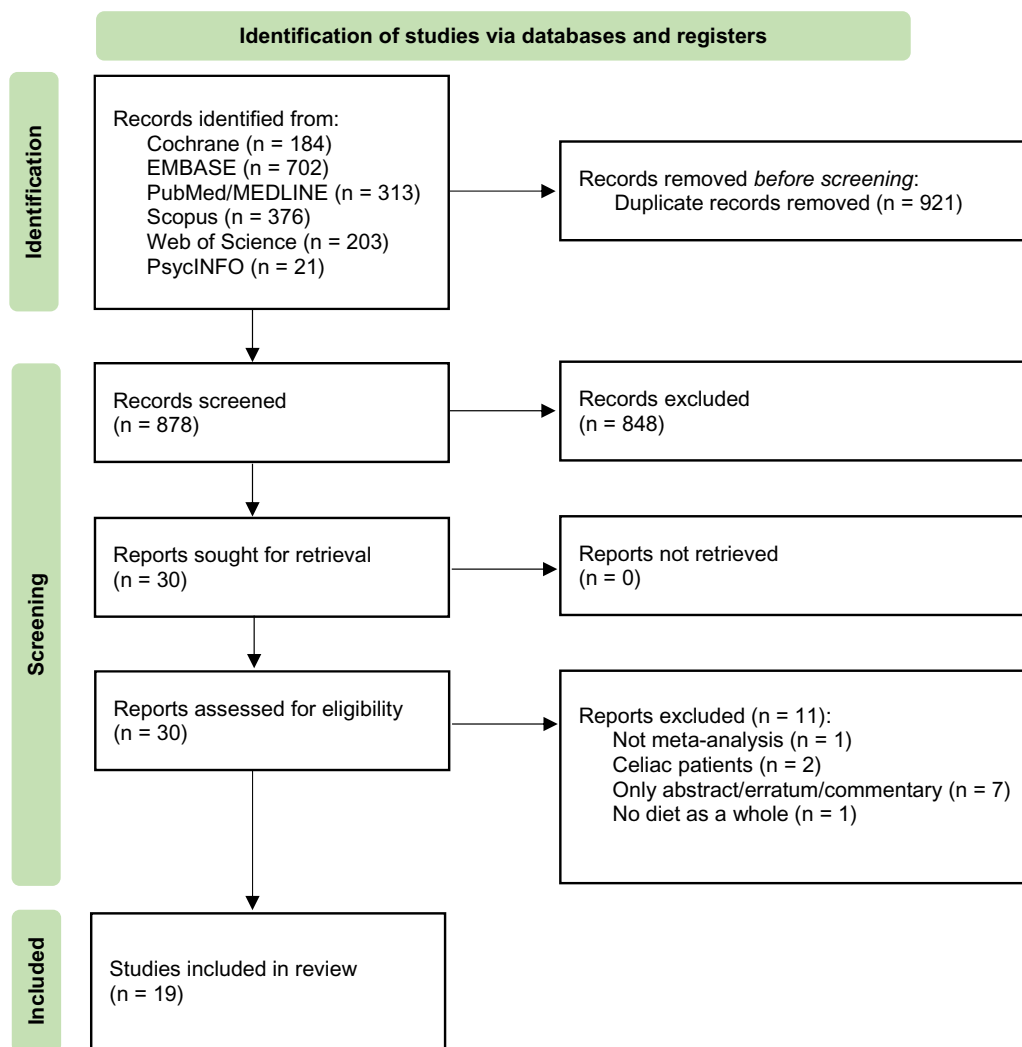 Identification of studies via databases and registers
Identification
Records identified from:
Cochrane (n = 184)
EMBASE (n = 702)
PubMed/MEDLINE (n = 313)
Scopus (n = 376)
Web of Science (n = 203)
PsycINFO (n = 21)
Records removed before screening:
Duplicate records removed (n = 921)
Screening
Records screened
(n = 878)
Records excluded
(n = 848)
Reports sought for retrieval
(n = 30)
Reports not retrieved
(n = 0)
Reports assessed for eligibility
(n = 30)
Reports excluded (n = 11):
Not meta-analysis (n = 1)
Celiac patients (n = 2)
Only abstract/erratum/commentary (n = 7)
No diet as a whole (n = 1)
Included
Studies included in review
(n = 19)